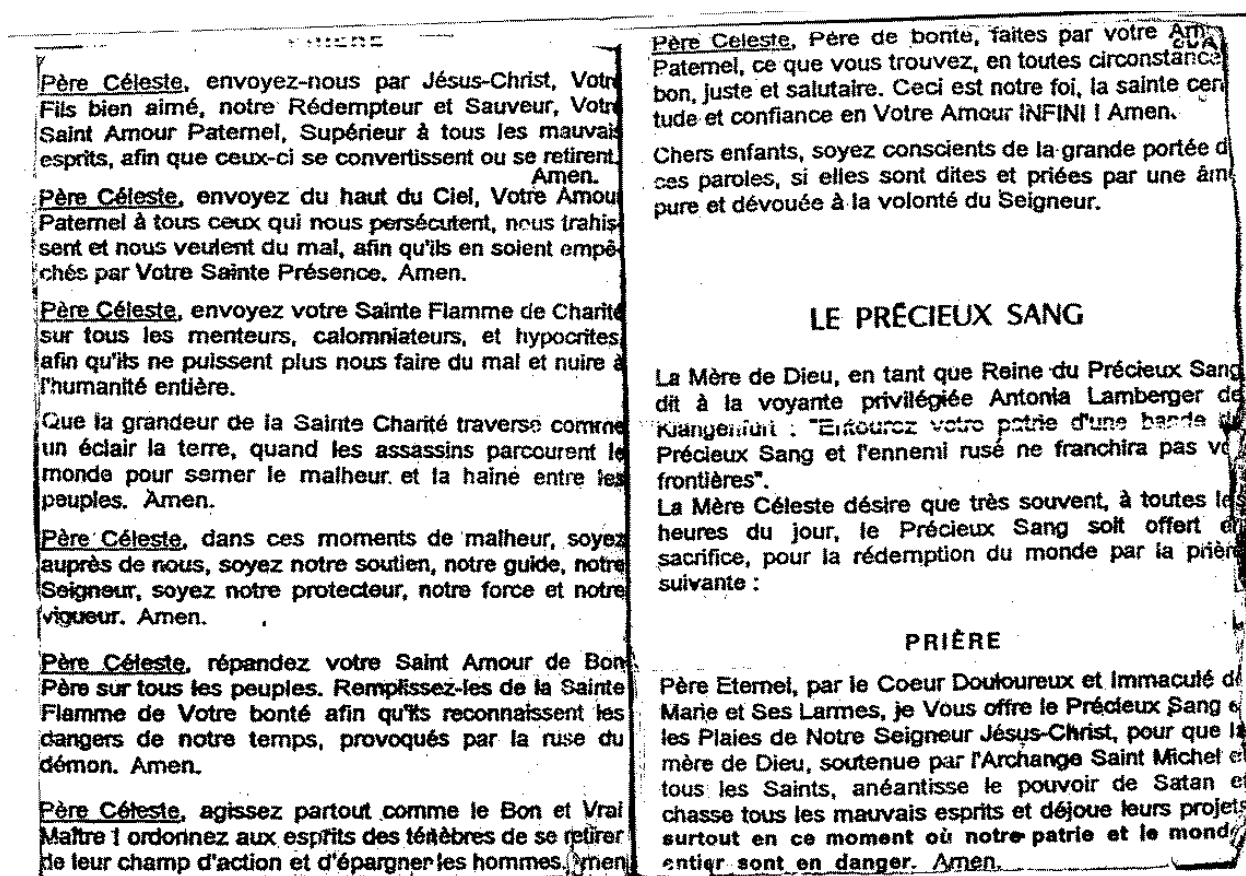 Père Céleste, envoyez-nous par Jésus-Christ, Votre
Fils bien aimé, notre Rédempteur et Sauveur, Votre
Saint Amour Paternel, Supérieur à tous les mauvais
esprits, afin que ceux-ci se convertissent ou se retirent.
Amen.
Père Céleste, envoyez du haut du Ciel, Votre Amour
Paternel à tous ceux qui nous persécutent, nous trahis-
sent et nous veulent du mal, afin qu'ils en soient empê-
chés par Votre Sainte Présence. Amen.
Père Céleste, envoyez votre Sainte Flamme de Charité
sur tous les menteurs, calomniateurs, et hypocrites,
afin qu'ils ne puissent plus nous faire du mal et nuire à
l'humanité entière.
Que la grandeur de la Sainte Charité traverse comme
un éclair la terre, quand les assassins parcourent le
monde pour semer le malheur et la haine entre les
peuples. Amen.
Père Céleste, dans ces moments de malheur, soyez
auprès de nous, soyez notre soutien, notre guide, notre
Seigneur, soyez notre protecteur, notre force et notre
vigueur. Amen.
Père Céleste, répandez votre Saint Amour de Bon
Père sur tous les peuples. Remplissez-les de la Sainte
Flamme de Votre bonté afin qu'ils reconnaissent les
dangers de notre temps, provoqués par la ruse du
démon. Amen.
Père Céleste, agissez partout comme le Bon et Vrai
Maître ! ordonnez aux esprits des ténèbres de se retirer
de leur champ d'action et d'épargner les hommes. Amen
Père Celeste, Père de bonté, faites par votre
Paternel, ce que vous trouvez, en toutes circonstance
bon, juste et salutaire. Ceci est notre foi, la sainte cer
tude et confiance en Votre Amour INFINI ! Amen.
Chers enfants, soyez conscients de la grande portée d
ces paroles, si elles sont dites et priées par une âm
pure et dévouée à la volonté du Seigneur.
LE PRÉCIEUX SANG
La Mère de Dieu, en tant que Reine du Précieux Sang
dit à la voyante privilégiée Antonia Lamberger de
Klangenfurt : "Entourez votre patrie d'une bande d
Précieux Sang et l'ennemi rusé ne franchira pas vo
frontières".
La Mère Céleste désire que très souvent, à toutes les
heures du jour, le Précieux Sang soit offert en
sacrifice, pour la rédemption du monde par la prière
suivante :
PRIÈRE
Père Eternel, par le Coeur Douloureux et Immaculé de
Marie et Ses Larmes, je Vous offre le Précieux Sang e
les Plaies de Notre Seigneur Jésus-Christ, pour que la
mère de Dieu, soutenue par l'Archange Saint Michel et
tous les Saints, anéantisse le pouvoir de Satan et
chasse tous les mauvais esprits et déjoue leurs projets
surtout en ce moment où notre patrie et le monde
entier sont en danger. Amen.